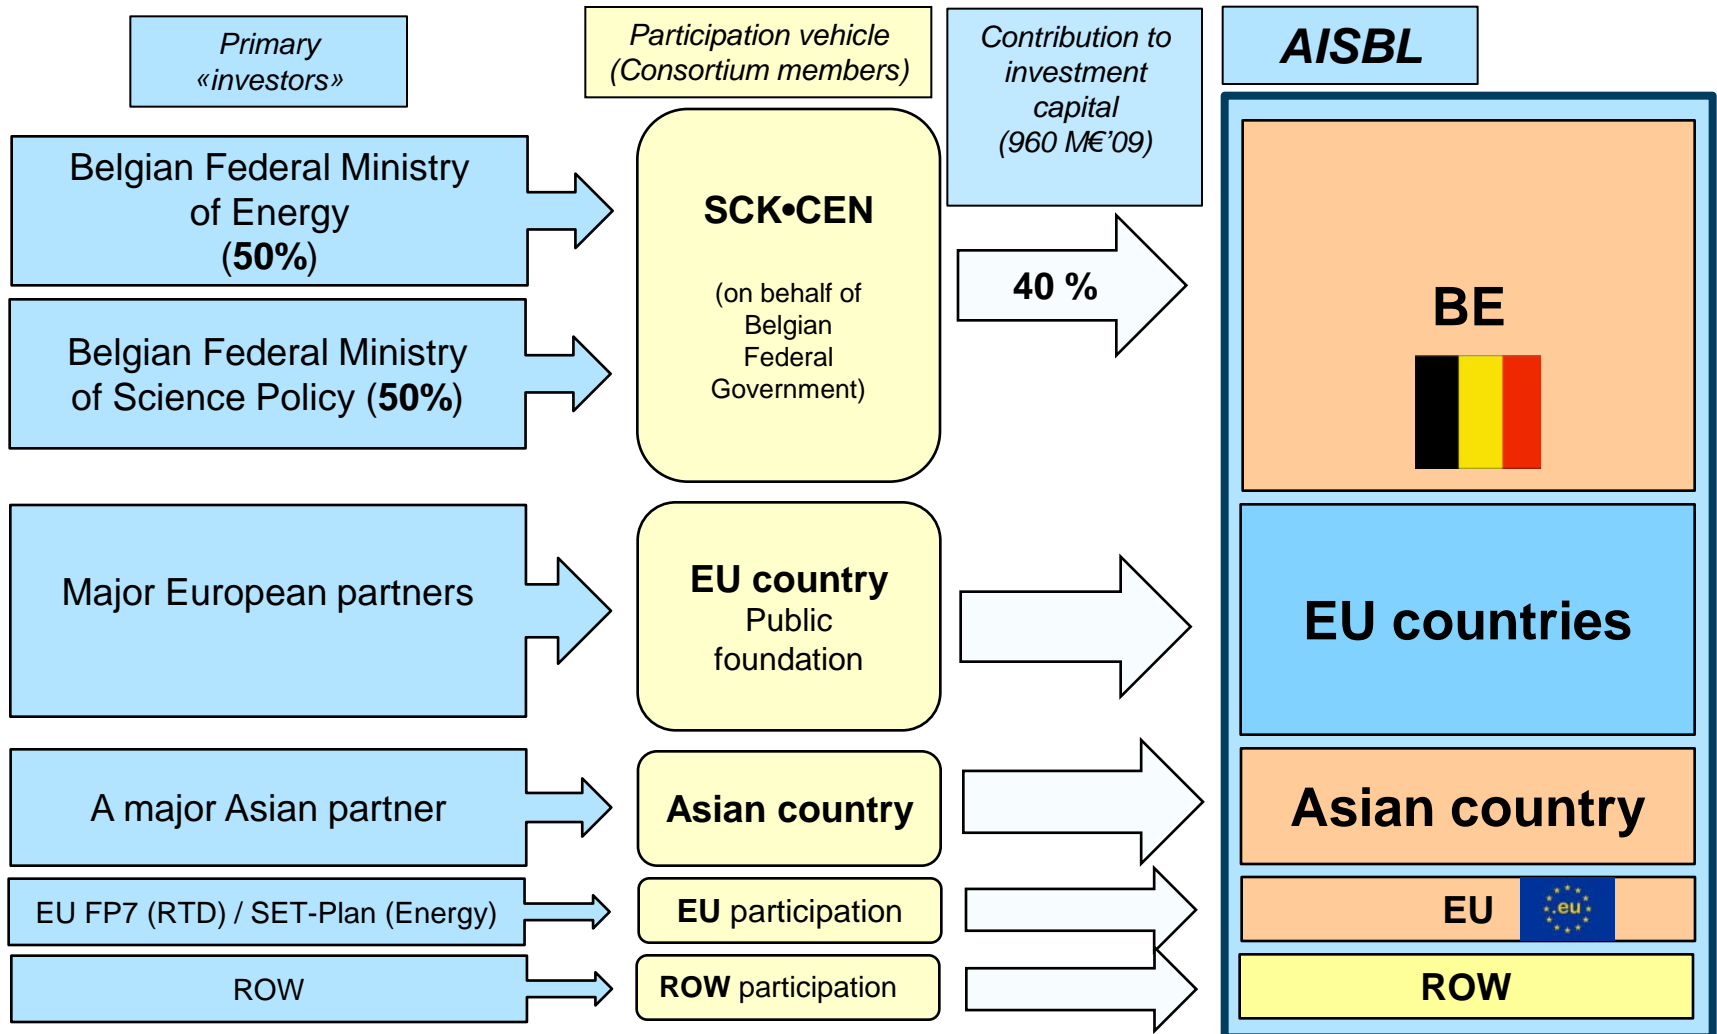 Primary
«investors»
Participation vehicle
(Consortium members)
Contribution to
investment
capital
(960 M€’09)
AISBL
Belgian Federal Ministry
of Energy
(50%)
Belgian Federal Ministry
of Science Policy (50%)
SCK•CEN
(on behalf of
Belgian
Federal
Government)
40 %
BE
Major European partners
EU country
Public
foundation
EU countries
A major Asian partner
Asian country
Asian country
EU FP7 (RTD) / SET-Plan (Energy)
EU participation
EU
.eu
ROW
ROW participation
ROW